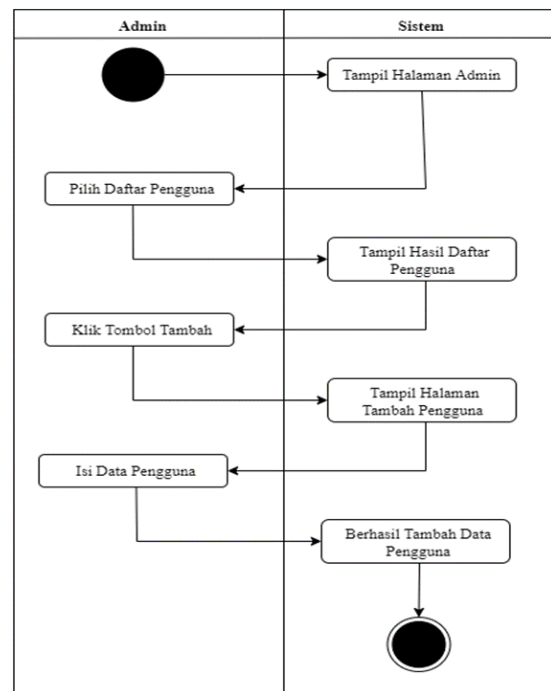 Admin
Sistem
Tampil Halaman Admin
Pilih Daftar Pengguna
Tampil Hasil Daftar
Pengguna
Klik Tombol Tambah
Tampil Halaman
Tambah Pengguna
Isi Data Pengguna
Berhasil Tambah Data
Pengguna